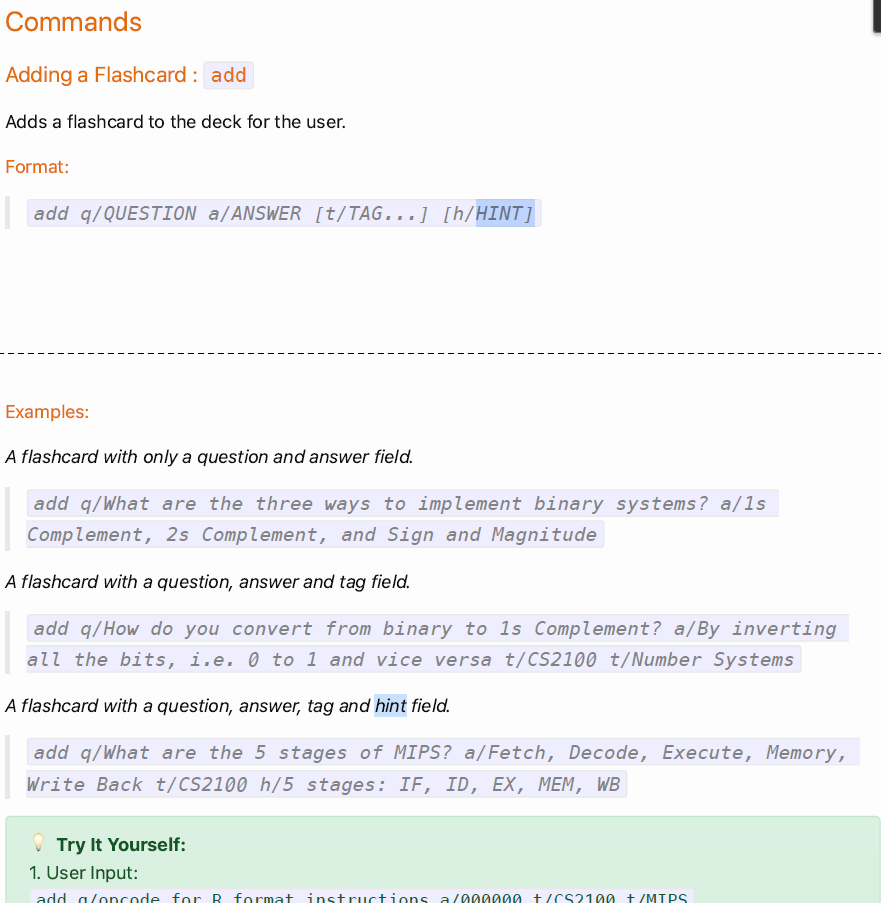 Commands
Adding a Flashcard : add
Adds a flashcard to the deck for the user.
Format:
add q/QUESTION a/ANSWER [t/TAG...] [h/HINT]
Examples:
A flashcard with only a question and answer field.
add q/What are the three ways to implement binary systems? a/1s
Complement, 2s Complement, and Sign and Magnitude
A flashcard with a question, answer and tag field.
add q/How do you convert from binary to 1s Complement? a/By inverting
all the bits, i.e. 0 to 1 and vice versa t/CS2100 t/Number Systems
A flashcard with a question, answer, tag and hint field.
add q/What are the 5 stages of MIPS? a/Fetch, Decode, Execute, Memory,
Write Back t/CS2100 h/5 stages: IF, ID, EX, MEM, WB
Try It Yourself:
1. User Input:
add q/opcode for R format instructions a/000000 t/CS2100 t/MIPS